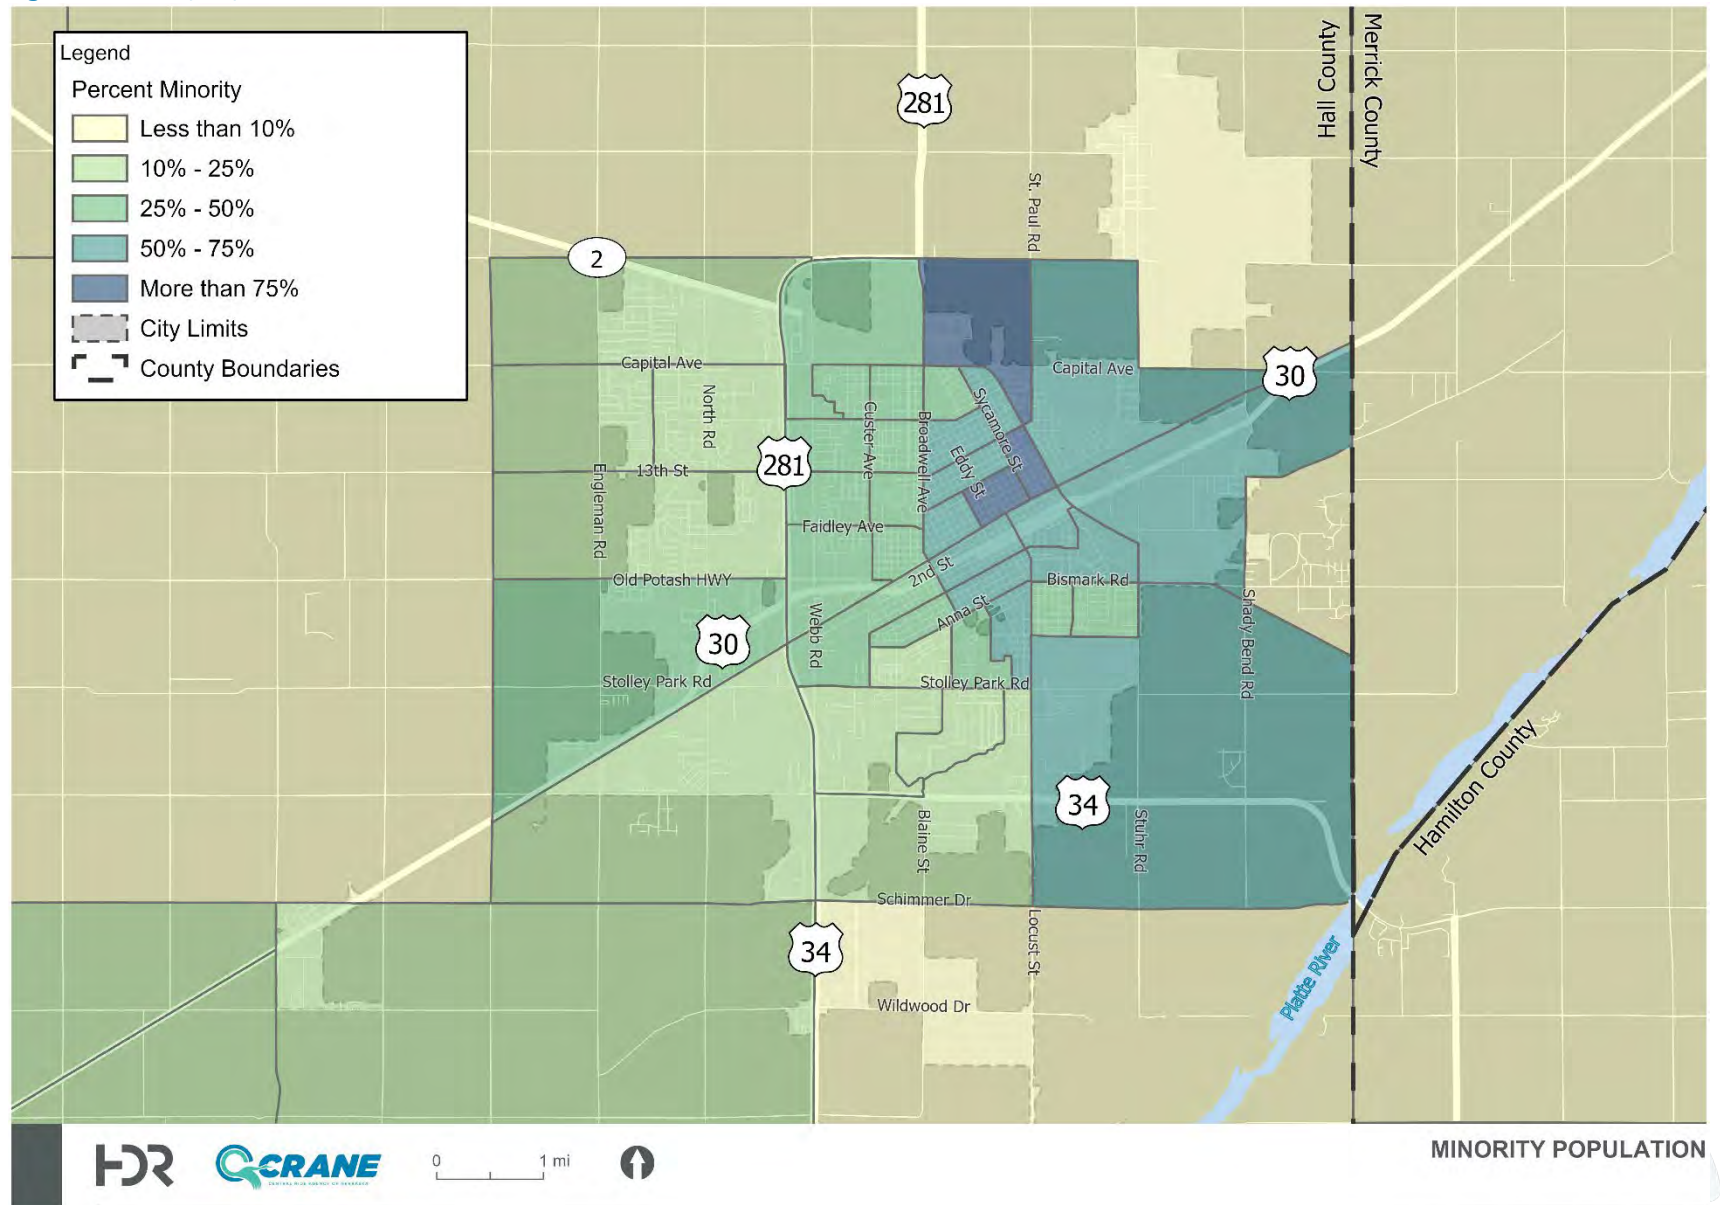 Legend
Percent Minority
Less than 10%
10% - 25%
25% - 50%
50% - 75%
More than 75%
City Limits
County Boundaries
281
Hall County
Merrick County
St. Paul Rd
2
Capital Ave
Capital Ave
30
North Rd
Custer Ave
Broadwell Ave
Sycamore St
Eddy St
281
13th St
Engleman Rd
Faidley Ave
2nd St
Old Potash HWY
Bismark Rd
Anna St
Webb Rd
Shady Bend Rd
30
Stolley Park Rd
Stolley Park Rd
Hamilton County
34
Blaine St
Stuhr Rd
Schimmer Dr
34
Locust St
Platte River
Wildwood Dr
HDR
CRANE
0 1 mi
MINORITY POPULATION